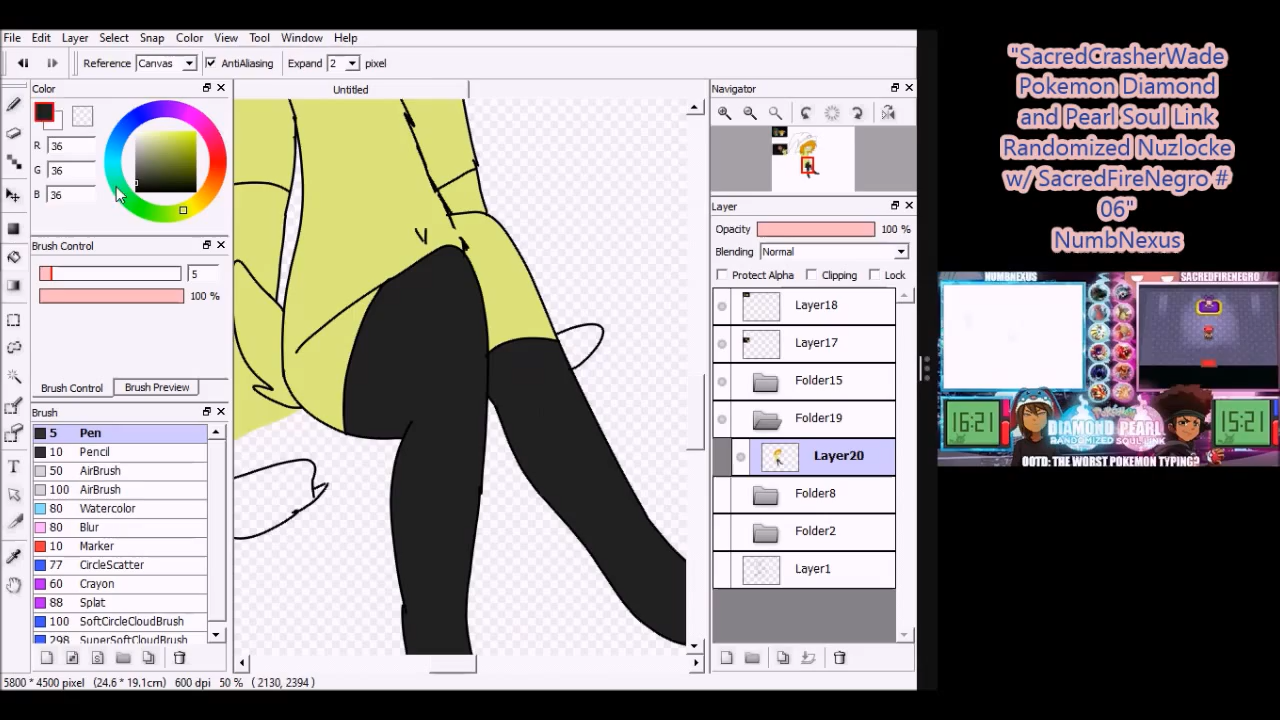 File Edit Layer Select Snap Color View Tool Window Help
Reference Canvas AntiAliasing Expand 2 pixel
Color
R 36
G 36
B 36
Brush Control
5
100 %
Brush Control Brush Preview
Brush
5 Pen
10 Pencil
50 AirBrush
100 AirBrush
80 Watercolor
80 Blur
10 Marker
77 CircleScatter
60 Crayon
88 Splat
100 SoftCircleCloudBrush
298 SuperSoftCloudBrush
5800 * 4500 pixel (24.6 * 19.1cm) 600 dpi 50 % ( 2130, 2394 )
Untitled
Navigator
Layer
Opacity 100 %
Blending Normal
Protect Alpha Clipping Lock
Layer18
Layer17
Folder15
Folder19
Layer20
Folder8
Folder2
Layer1
"SacredCrasherWade
Pokemon Diamond
and Pearl Soul Link
Randomized Nuzlocke
w/ SacredFireNegro #
06"
NumbNexus
NUMBNEXUS SACREDFIRENEGRO
16:21 15:21
POKéMON
DIAMOND PEARL
RANDOMIZED SOUL LINK
OOTD: THE WORST POKEMON TYPING?